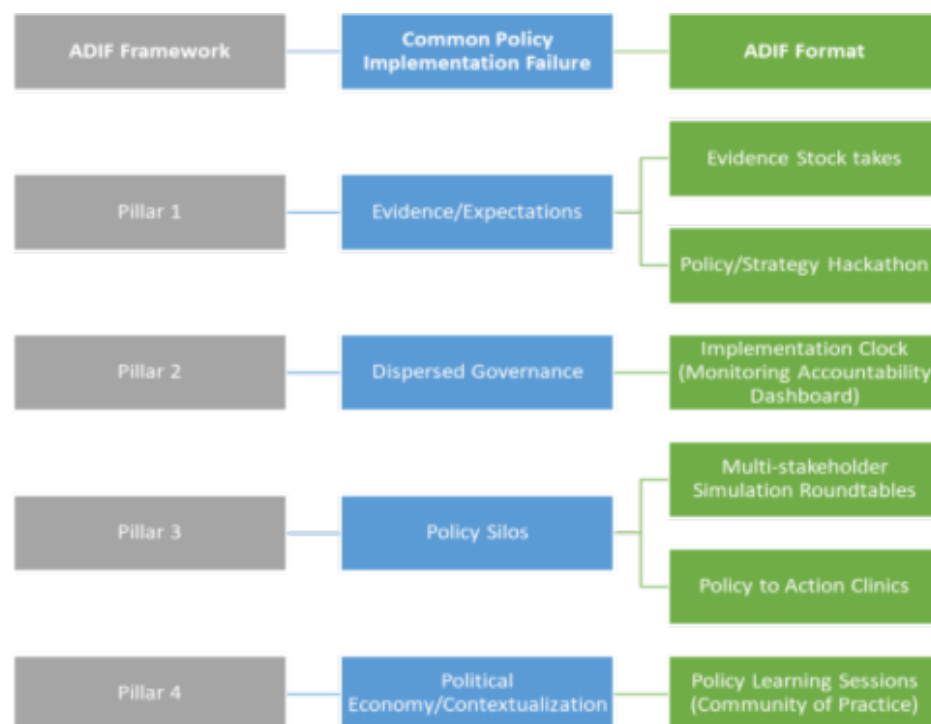 ADIF Framework
Common Policy
Implementation Failure
ADIF Format
Pillar 1
Evidence/Expectations
Evidence Stock takes
Policy/Strategy Hackathon
Pillar 2
Dispersed Governance
Implementation Clock
(Monitoring Accountability
Dashboard)
Pillar 3
Policy Silos
Multi-stakeholder
Simulation Roundtables
Policy to Action Clinics
Pillar 4
Political
Economy/Contextualization
Policy Learning Sessions
(Community of Practice)